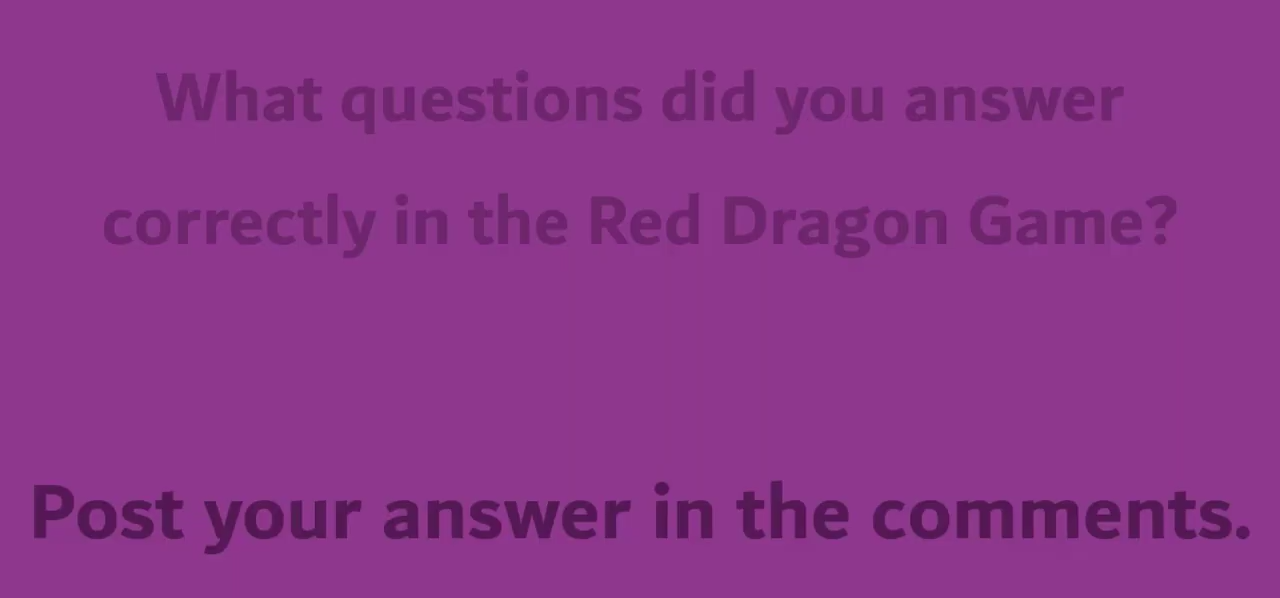 What questions did you answer
correctly in the Red Dragon Game?
Post your answer in the comments.